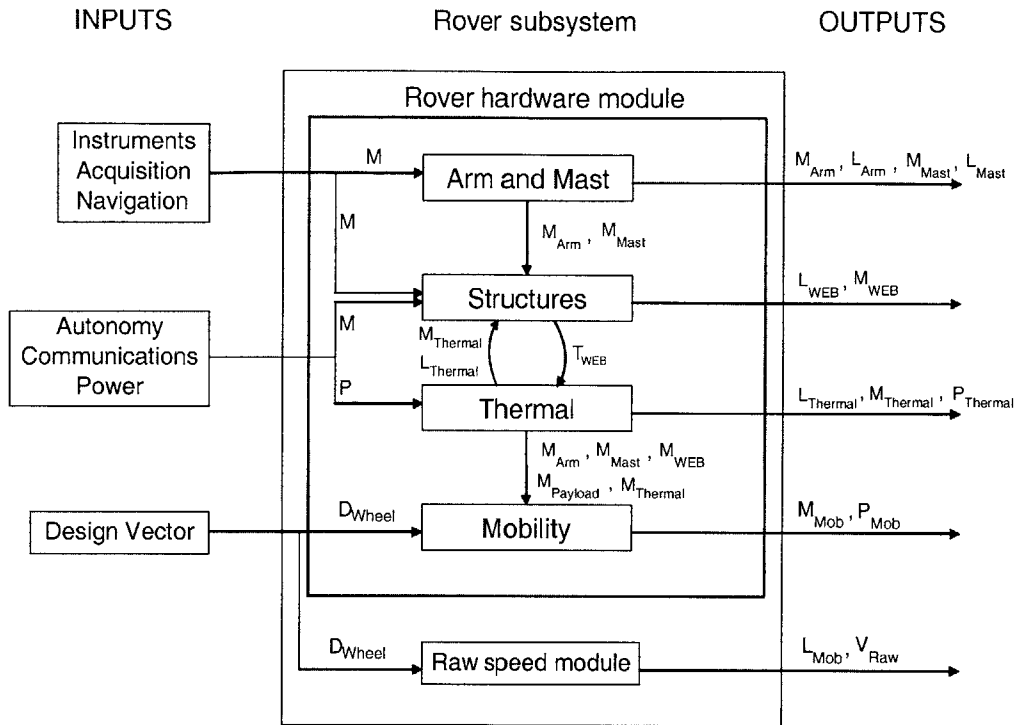 INPUTS
Rover subsystem
OUTPUTS
Rover hardware module
Instruments
Acquisition
Navigation
M
Arm and Mast
M_Arm , L_Arm , M_Mast, L_Mast
M
M_Arm , M_Mast
Structures
L_WEB , M_WEB
Autonomy
Communications
Power
M
M_Thermal
L_Thermal
T_WEB
P
Thermal
L_Thermal, M_Thermal , P_Thermal
M_Arm , M_Mast , M_WEB
M_Payload , M_Thermal
Design Vector
D_Wheel
Mobility
M_Mob , P_Mob
D_Wheel
Raw speed module
L_Mob , V_Raw